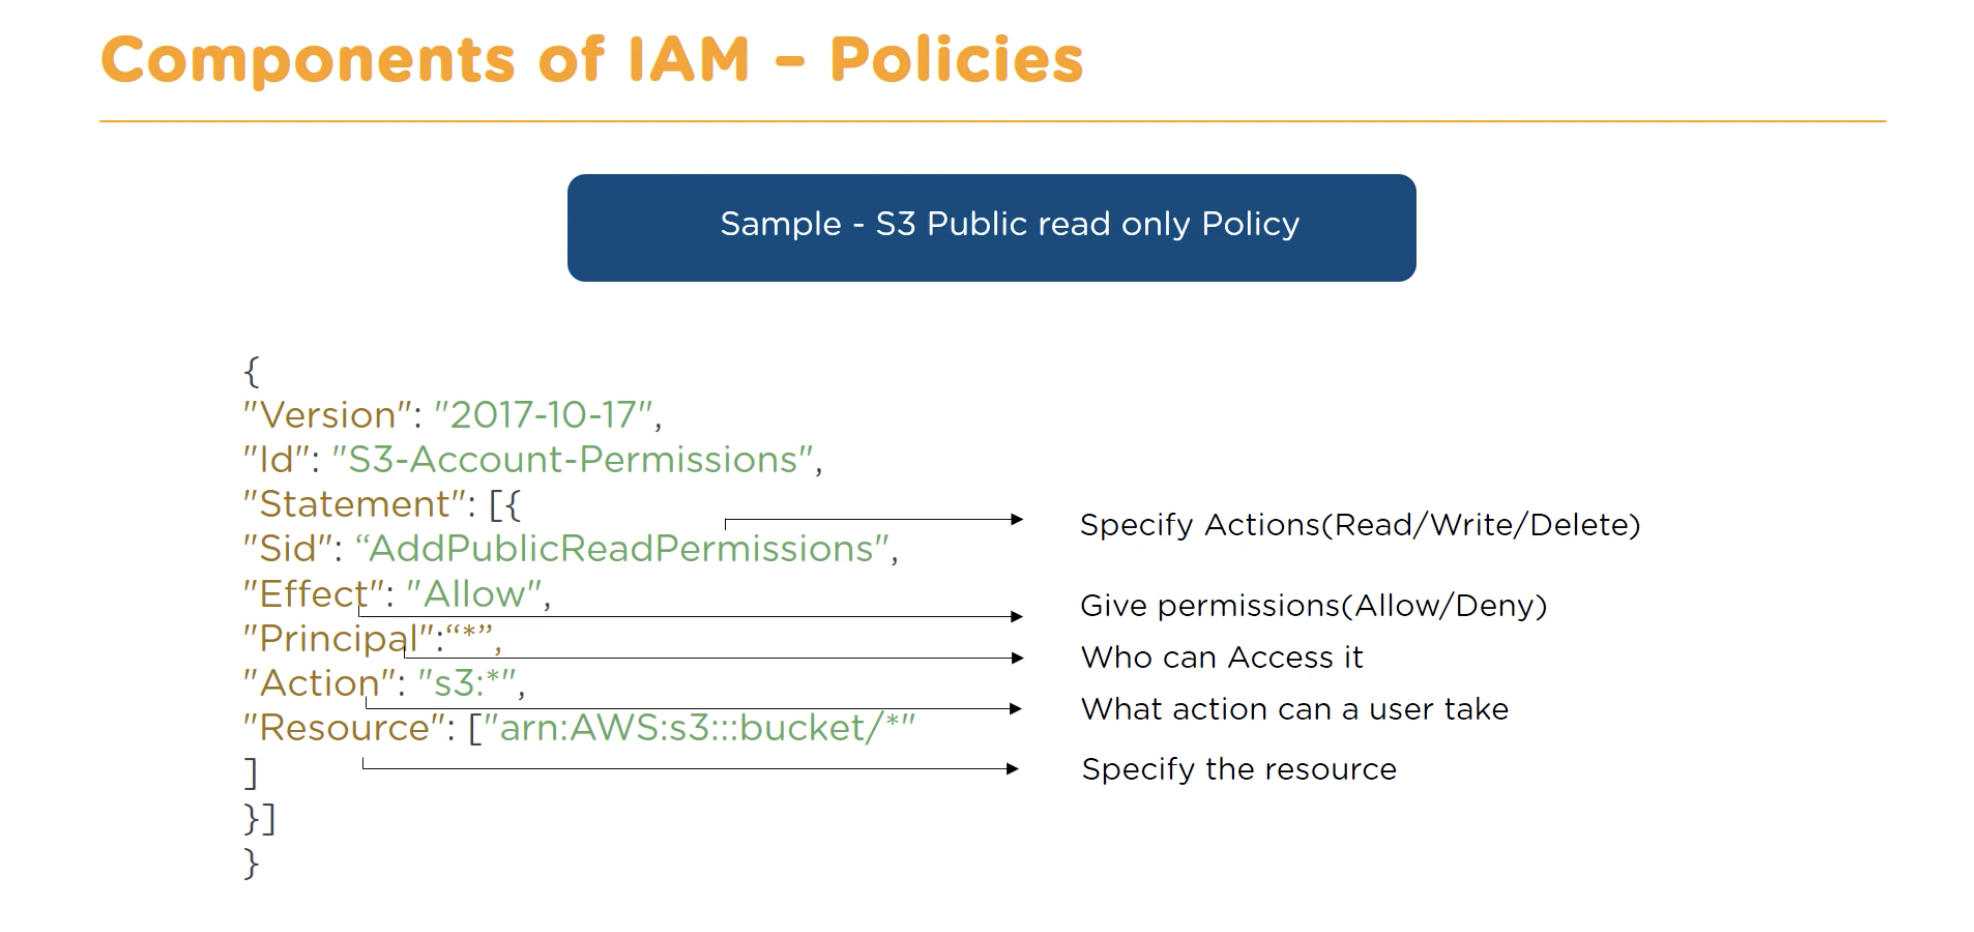 Components of IAM – Policies
Sample - S3 Public read only Policy
{
"Version": "2017-10-17",
"Id": "S3-Account-Permissions",
"Statement": [{
"Sid": “AddPublicReadPermissions",
"Effect": "Allow",
"Principal":“*”,
"Action": "s3:*",
"Resource": ["arn:AWS:s3:::bucket/*"
]
}]
}
Specify Actions(Read/Write/Delete)
Give permissions(Allow/Deny)
Who can Access it
What action can a user take
Specify the resource